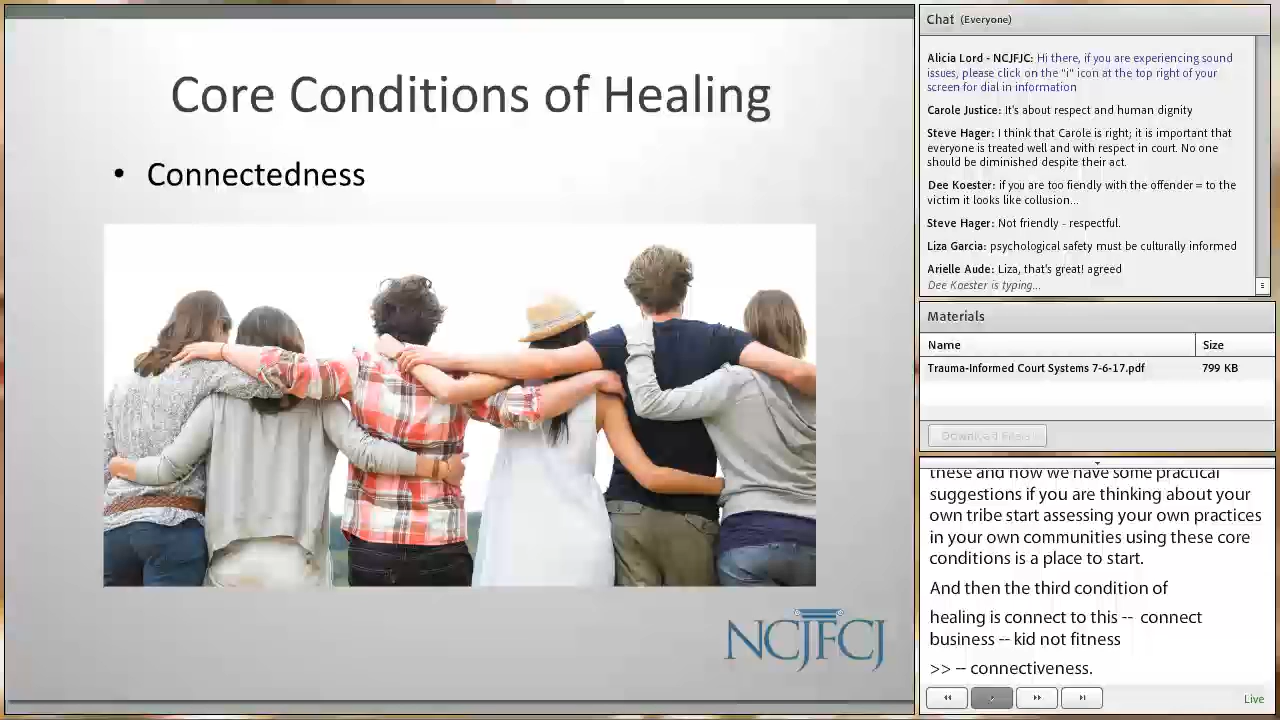 Core Conditions of Healing
• Connectedness
NCJFCJ
Chat (Everyone)
Alicia Lord - NCJFJC: Hi there, if you are experiencing sound
issues, please click on the "i" icon at the top right of your
screen for dial in information
Carole Justice: It's about respect and human dignity
Steve Hager: I think that Carole is right; it is important that
everyone is treated well and with respect in court. No one
should be diminished despite their act.
Dee Koester: if you are too fiendly with the offender = to the
victim it looks like collusion...
Steve Hager: Not friendly - respectful.
Liza Garcia: psychological safety must be culturally informed
Arielle Aude: Liza, that's great! agreed
Dee Koester is typing...
Materials
Name Size
Trauma-Informed Court Systems 7-6-17.pdf 799 KB
Download File(s)
these and now we have some practical
suggestions if you are thinking about your
own tribe start assessing your own practices
in your own communities using these core
conditions is a place to start.
And then the third condition of
healing is connect to this -- connect
business -- kid not fitness
>> -- connectiveness.
Live